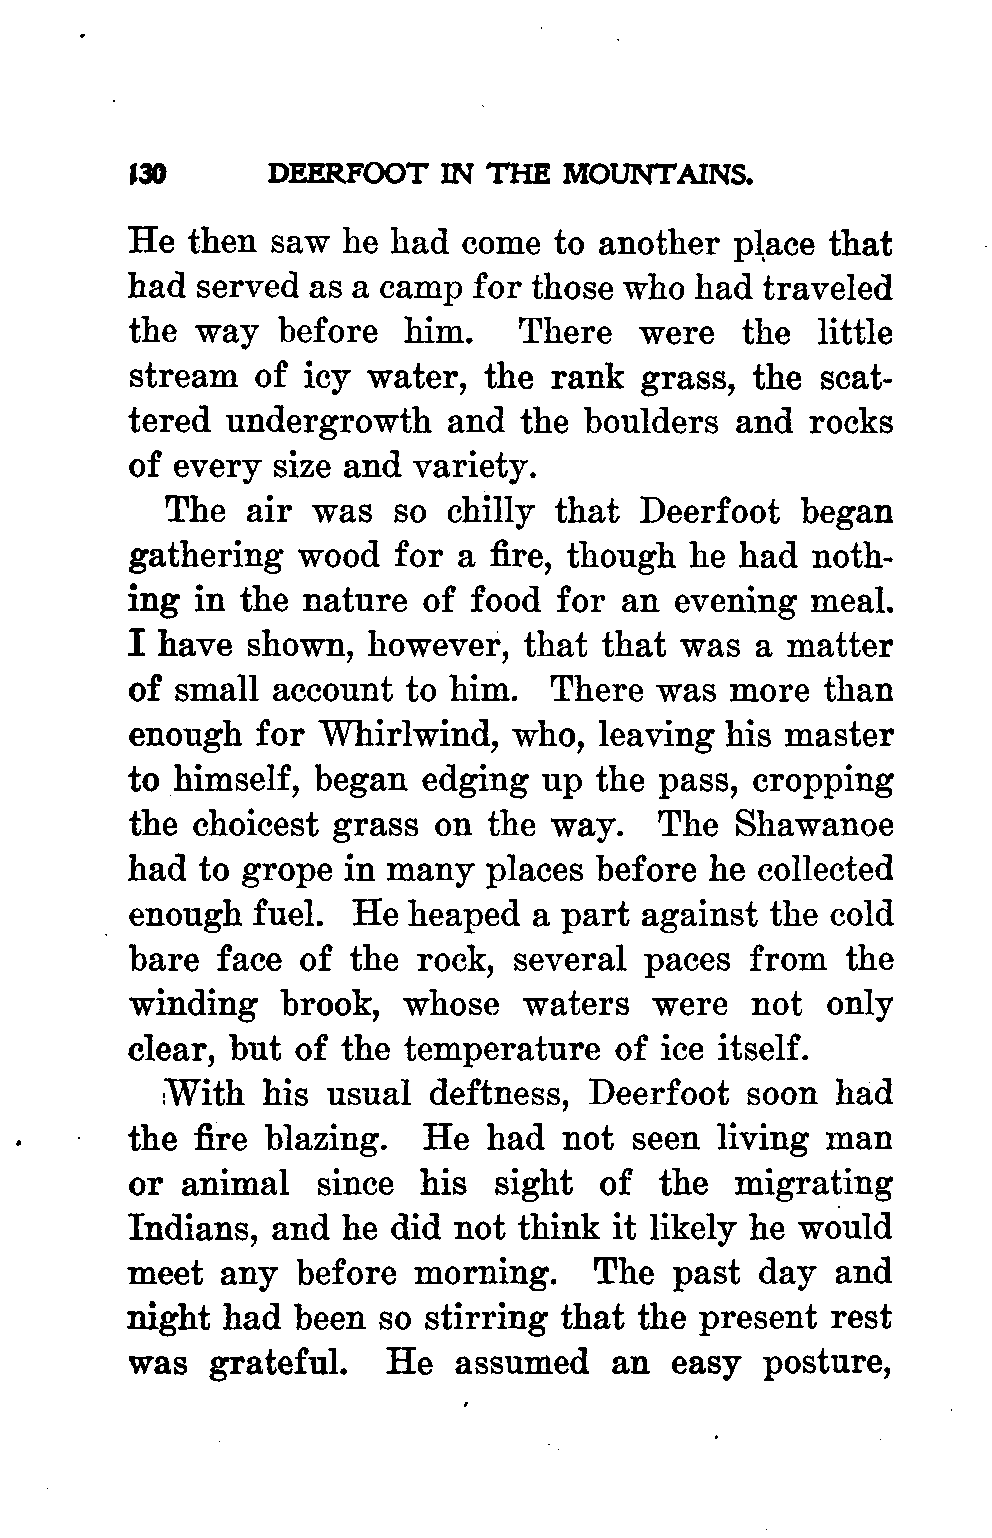 130 DEERFOOT IN THE MOUNTAINS.
He then saw he had come to another place that
had served as a camp for those who had traveled
the way before him. There were the little
stream of icy water, the rank grass, the scat-
tered undergrowth and the boulders and rocks
of every size and variety.
The air was so chilly that Deerfoot began
gathering wood for a fire, though he had noth-
ing in the nature of food for an evening meal.
I have shown, however, that that was a matter
of small account to him. There was more than
enough for Whirlwind, who, leaving his master
to himself, began edging up the pass, cropping
the choicest grass on the way. The Shawanoe
had to grope in many places before he collected
enough fuel. He heaped a part against the cold
bare face of the rock, several paces from the
winding brook, whose waters were not only
clear, but of the temperature of ice itself.
With his usual deftness, Deerfoot soon had
the fire blazing. He had not seen living man
or animal since his sight of the migrating
Indians, and he did not think it likely he would
meet any before morning. The past day and
night had been so stirring that the present rest
was grateful. He assumed an easy posture,